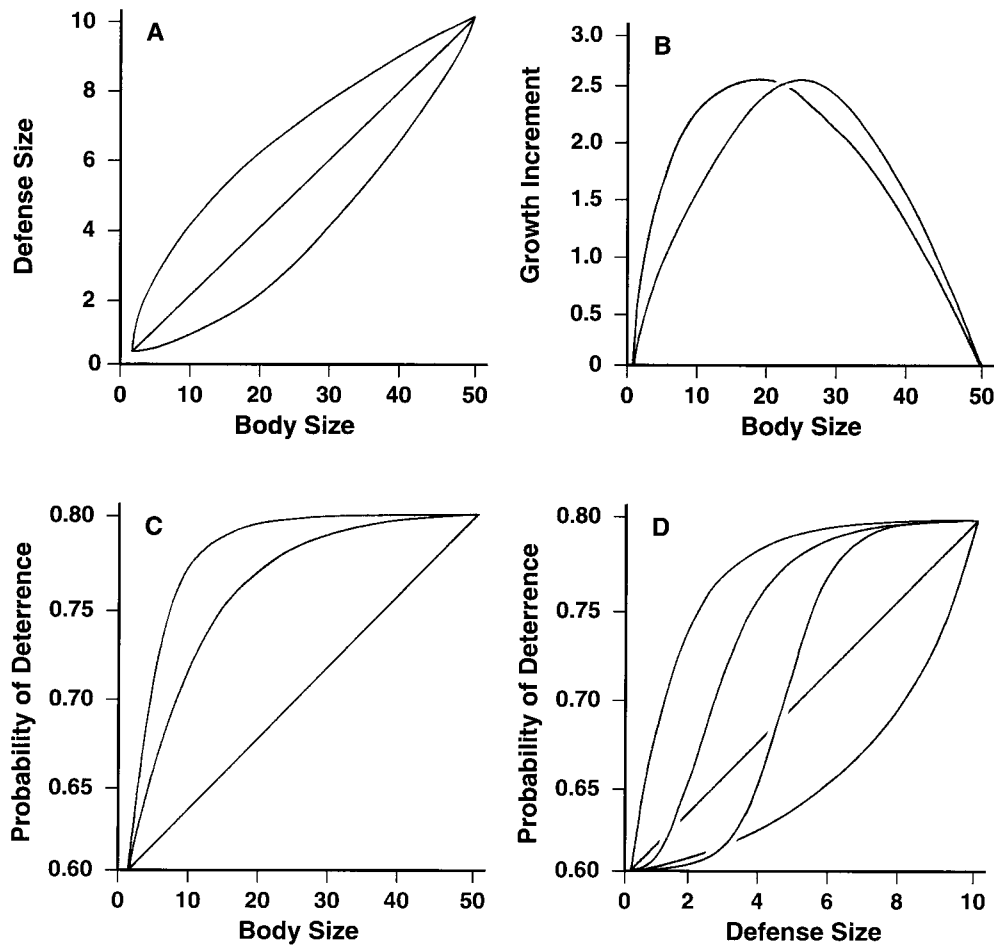 A
Defense Size
10
8
6
4
2
0
0 10 20 30 40 50
Body Size
B
Growth Increment
3.0
2.5
2.0
1.5
1.0
0.5
0
0 10 20 30 40 50
Body Size
C
Probability of Deterrence
0.80
0.75
0.70
0.65
0.60
0 10 20 30 40 50
Body Size
D
Probability of Deterrence
0.80
0.75
0.70
0.65
0.60
0 2 4 6 8 10
Defense Size